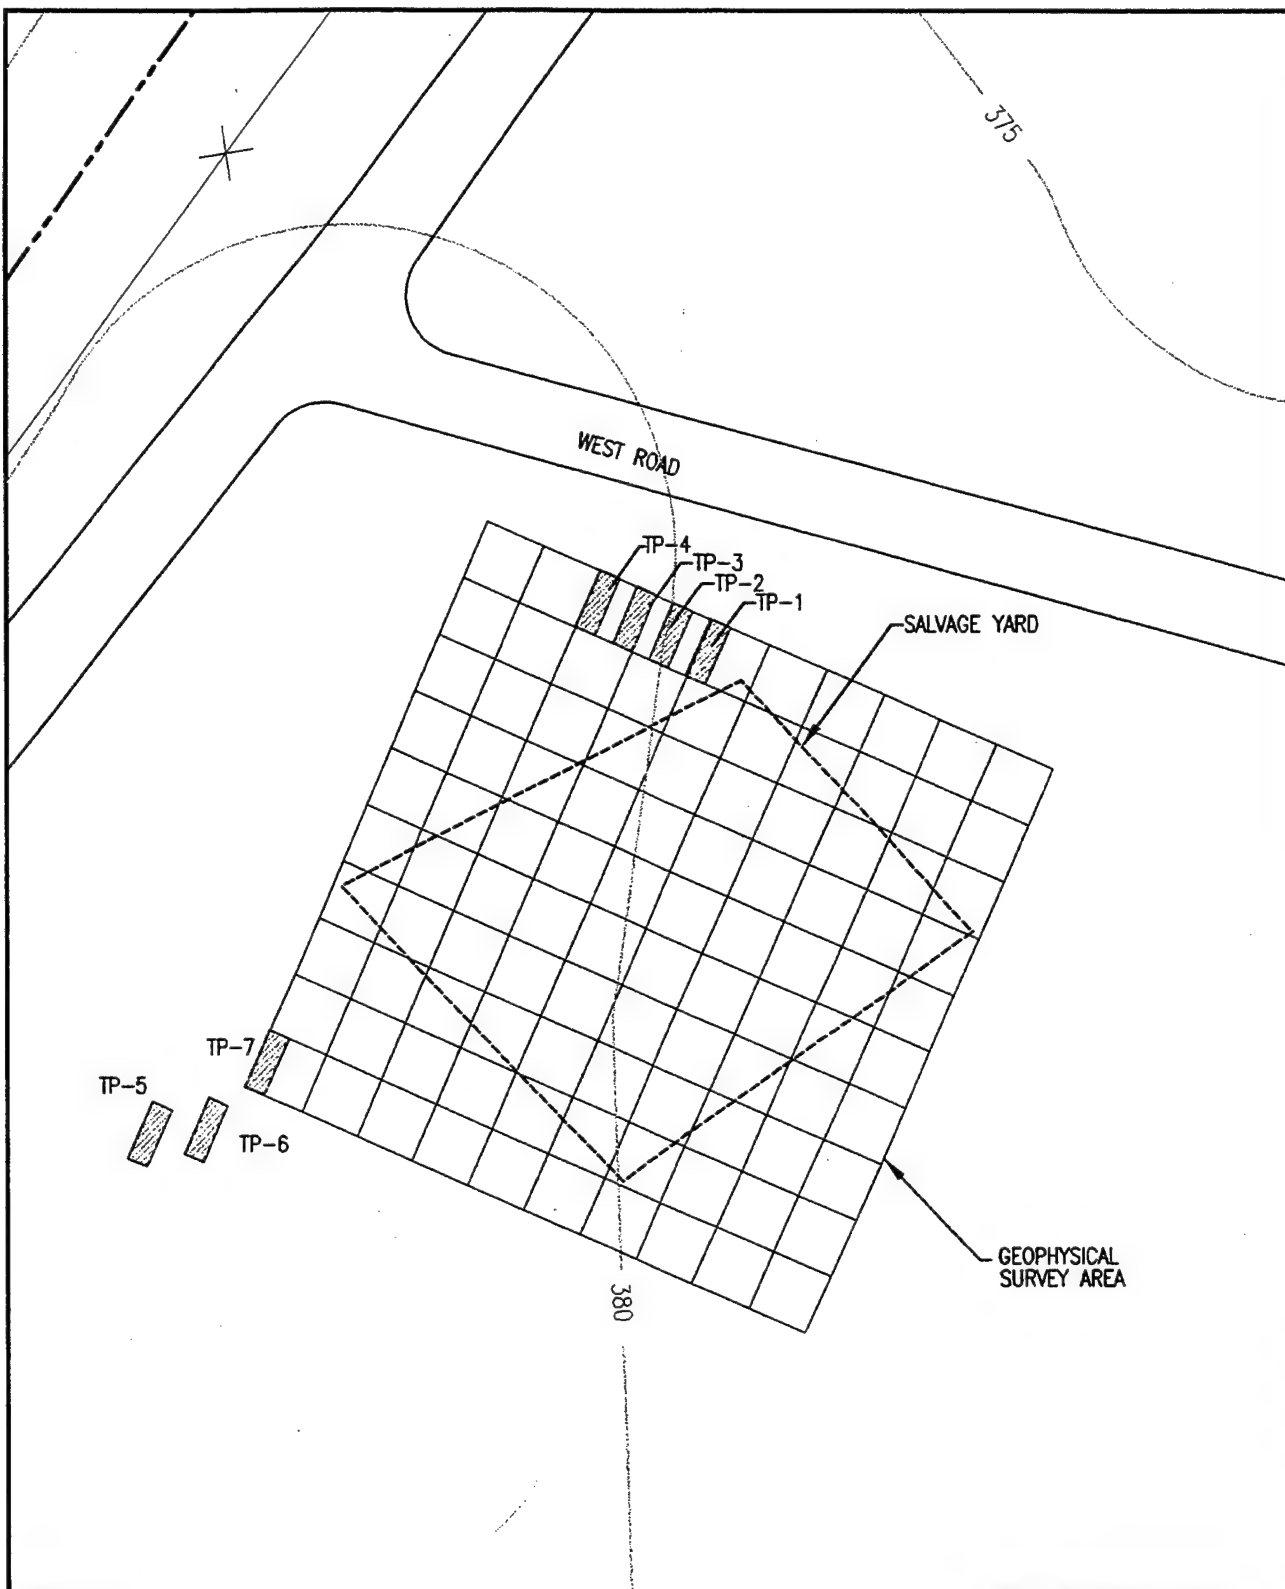 375
WEST ROAD
TP-4
TP-3
TP-2
TP-1
SALVAGE YARD
TP-7
TP-5
TP-6
GEOPHYSICAL
SURVEY AREA
380